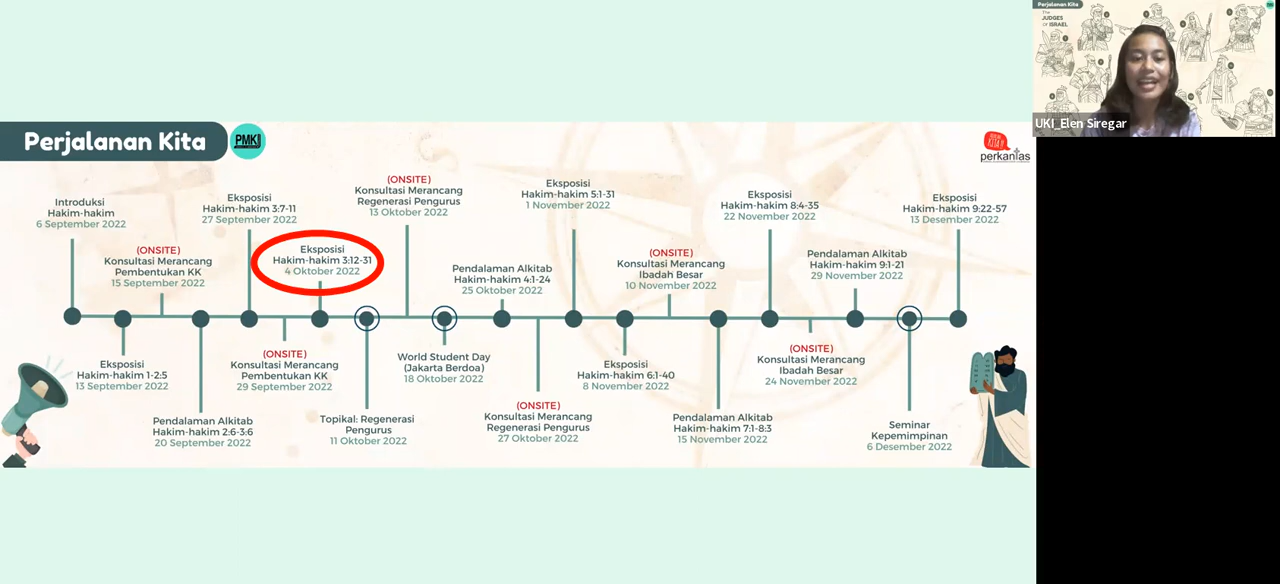 Perjalanan Kita
PMK
perkantas
Introduksi
Hakim-hakim
6 September 2022
(ONSITE)
Konsultasi Merancang
Pembentukan KK
15 September 2022
Eksposisi
Hakim-hakim 3:7-11
27 September 2022
Eksposisi
Hakim-hakim 3:12-31
4 Oktober 2022
(ONSITE)
Konsultasi Merancang
Regenerasi Pengurus
13 Oktober 2022
Pendalaman Alkitab
Hakim-hakim 4:1-24
25 Oktober 2022
Eksposisi
Hakim-hakim 5:1-31
1 November 2022
(ONSITE)
Konsultasi Merancang
Ibadah Besar
10 November 2022
Eksposisi
Hakim-hakim 8:4-35
22 November 2022
Pendalaman Alkitab
Hakim-hakim 9:1-21
29 November 2022
Eksposisi
Hakim-hakim 9:22-57
13 Desember 2022
Eksposisi
Hakim-hakim 1-2:5
13 September 2022
Pendalaman Alkitab
Hakim-hakim 2:6-3:6
20 September 2022
(ONSITE)
Konsultasi Merancang
Pembentukan KK
29 September 2022
Topikal: Regenerasi
Pengurus
11 Oktober 2022
World Student Day
(Jakarta Berdoa)
18 Oktober 2022
(ONSITE)
Konsultasi Merancang
Regenerasi Pengurus
27 Oktober 2022
Eksposisi
Hakim-hakim 6:1-40
8 November 2022
Pendalaman Alkitab
Hakim-hakim 7:1-8:3
15 November 2022
(ONSITE)
Konsultasi Merancang
Ibadah Besar
24 November 2022
Seminar
Kepemimpinan
6 Desember 2022
Perjalanan Kita
The
JUDGES
OF ISRAEL
UKI_Elen Siregar